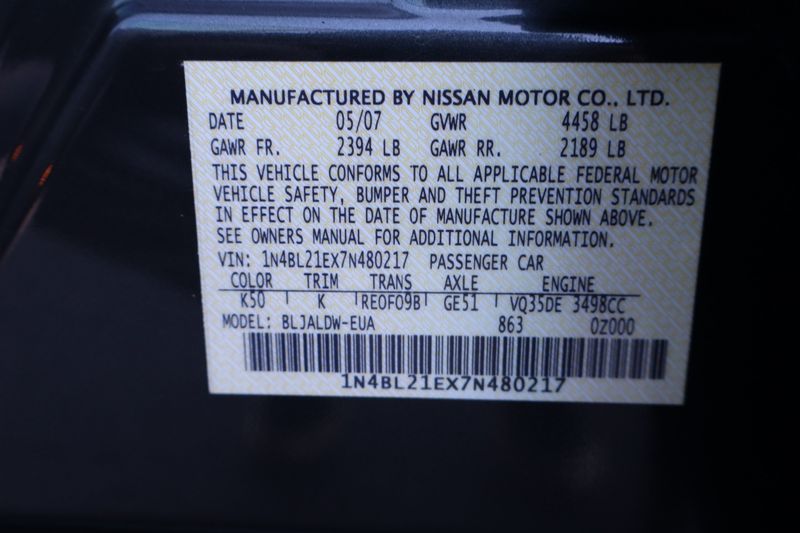 MANUFACTURED BY NISSAN MOTOR CO., LTD.
DATE 05/07 GVWR 4458 LB
GAWR FR. 2394 LB GAWR RR. 2189 LB
THIS VEHICLE CONFORMS TO ALL APPLICABLE FEDERAL MOTOR
VEHICLE SAFETY, BUMPER AND THEFT PREVENTION STANDARDS
IN EFFECT ON THE DATE OF MANUFACTURE SHOWN ABOVE.
SEE OWNERS MANUAL FOR ADDITIONAL INFORMATION.
VIN: 1N4BL21EX7N480217 PASSENGER CAR
COLOR TRIM TRANS AXLE ENGINE
K50 K REOFO9B GE51 VQ35DE 3498CC
MODEL: BLJALDW-EUA 863 0Z000
1N4BL21EX7N480217